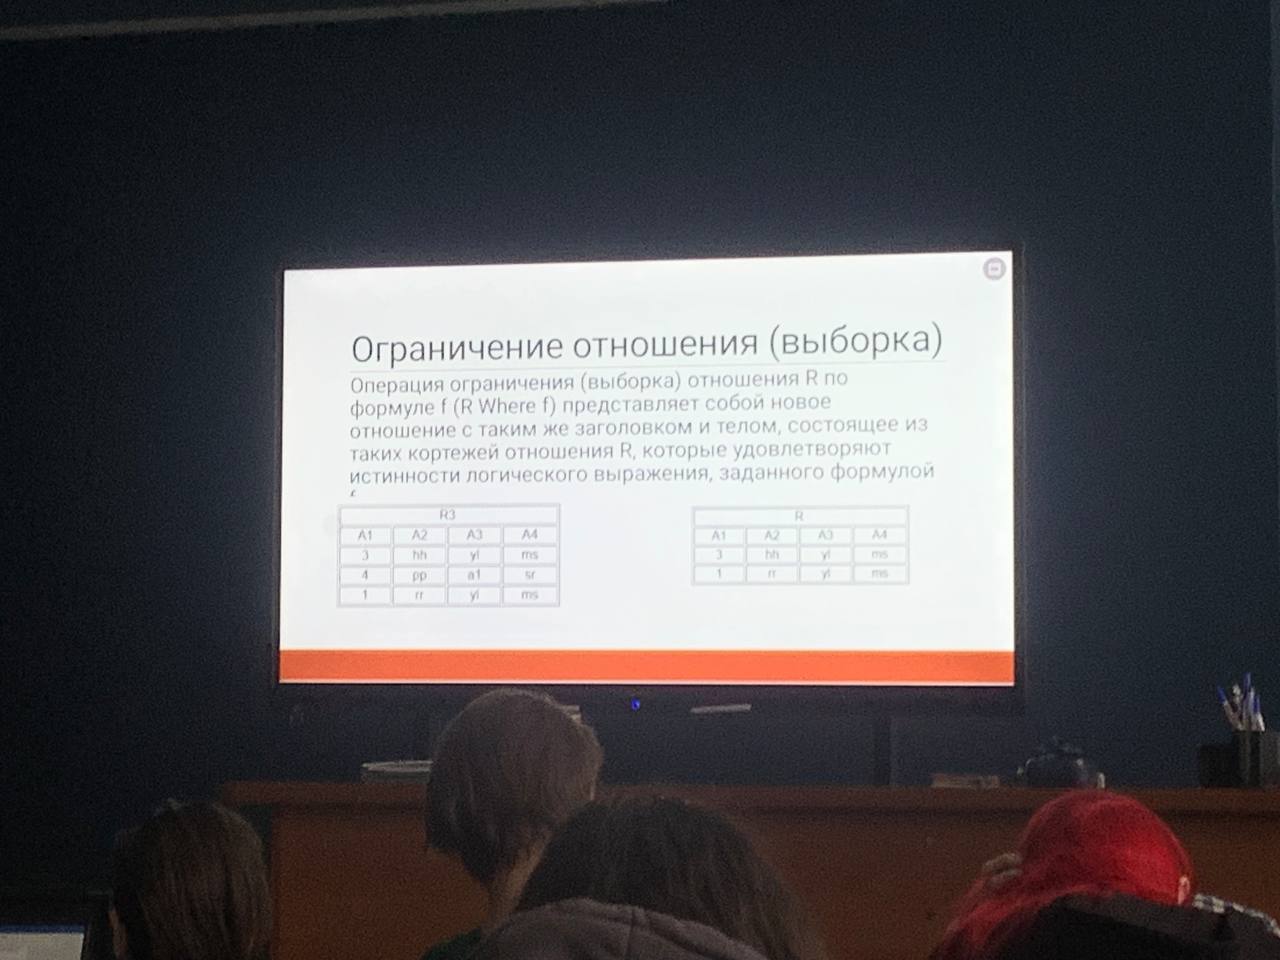 Ограничение отношения (выборка)
Операция ограничения (выборка) отношения R по
формуле f (R Where f) представляет собой новое
отношение с таким же заголовком и телом, состоящее из
таких кортежей отношения R, которые удовлетворяют
истинности логического выражения, заданного формулой
R3
A1 A2 A3 A4
3 hh yl ms
4 pp a1 sr
1 rr yl ms
R
A1 A2 A3 A4
3 hh yl ms
1 rr yl ms